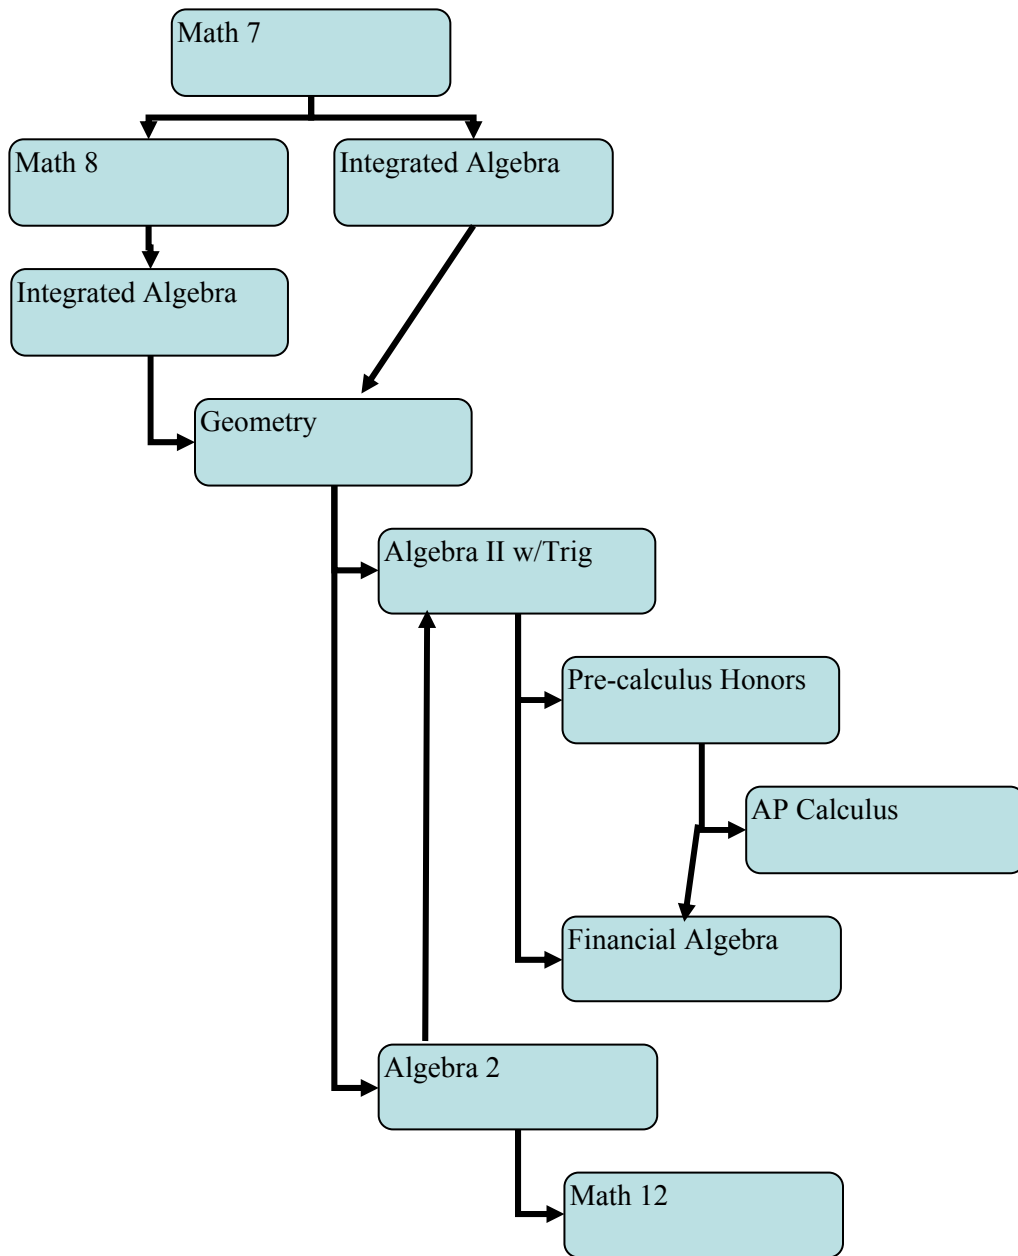 Math 7
Math 8
Integrated Algebra
Integrated Algebra
Geometry
Algebra II w/Trig
Pre-calculus Honors
AP Calculus
Financial Algebra
Algebra 2
Math 12